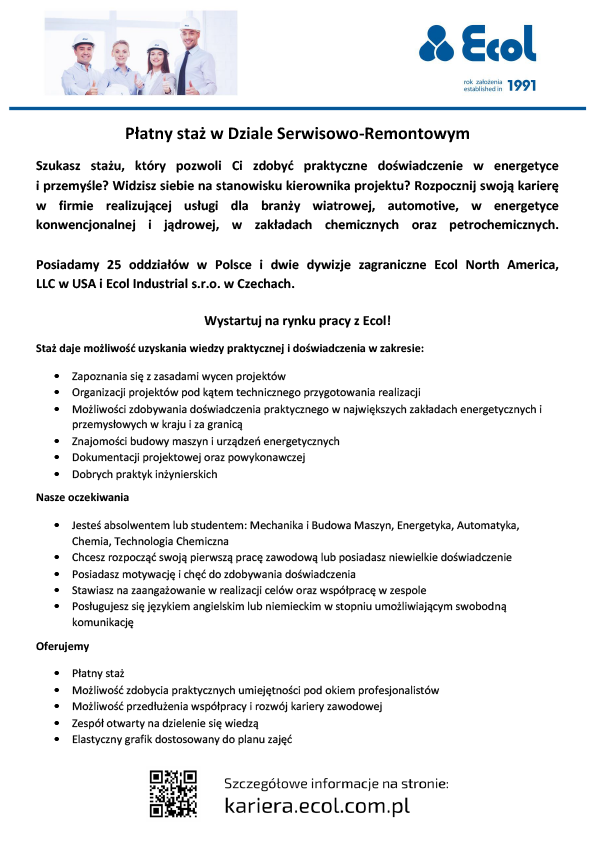 Ecol
rok założenia
established in 1991
Płatny staż w Dziale Serwisowo-Remontowym
Szukasz stażu, który pozwoli Ci zdobyć praktyczne doświadczenie w energetyce
i przemyśle? Widzisz siebie na stanowisku kierownika projektu? Rozpocznij swoją karierę
w firmie realizującej usługi dla branży wiatrowej, automotive, w energetyce
konwencjonalnej i jądrowej, w zakładach chemicznych oraz petrochemicznych.
Posiadamy 25 oddziałów w Polsce i dwie dywizje zagraniczne Ecol North America,
LLC w USA i Ecol Industrial s.r.o. w Czechach.
Wystartuj na rynku pracy z Ecol!
Staż daje możliwość uzyskania wiedzy praktycznej i doświadczenia w zakresie:
• Zapoznania się z zasadami wycen projektów
• Organizacji projektów pod kątem technicznego przygotowania realizacji
• Możliwości zdobywania doświadczenia praktycznego w największych zakładach energetycznych i
przemysłowych w kraju i za granicą
• Znajomości budowy maszyn i urządzeń energetycznych
• Dokumentacji projektowej oraz powykonawczej
• Dobrych praktyk inżynierskich
Nasze oczekiwania
• Jesteś absolwentem lub studentem: Mechanika i Budowa Maszyn, Energetyka, Automatyka,
Chemia, Technologia Chemiczna
• Chcesz rozpocząć swoją pierwszą pracę zawodową lub posiadasz niewielkie doświadczenie
• Posiadasz motywację i chęć do zdobywania doświadczenia
• Stawiasz na zaangażowanie w realizacji celów oraz współpracę w zespole
• Posługujesz się językiem angielskim lub niemieckim w stopniu umożliwiającym swobodną
komunikację
Oferujemy
• Płatny staż
• Możliwość zdobycia praktycznych umiejętności pod okiem profesjonalistów
• Możliwość przedłużenia współpracy i rozwój kariery zawodowej
• Zespół otwarty na dzielenie się wiedzą
• Elastyczny grafik dostosowany do planu zajęć
Szczegółowe informacje na stronie:
kariera.ecol.com.pl